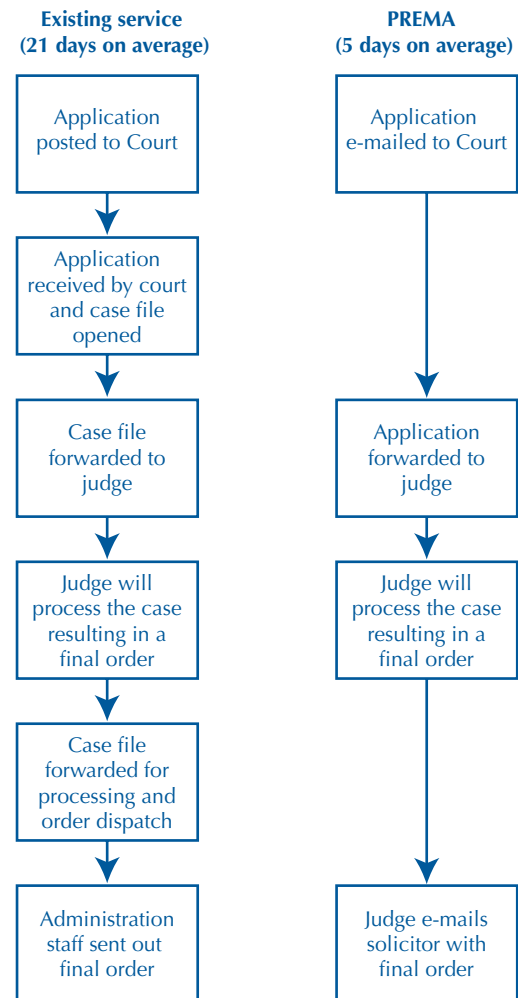 Existing service
(21 days on average)
Application
posted to Court
Application
received by court
and case file
opened
Case file
forwarded to
judge
Judge will
process the case
resulting in a
final order
Case file
forwarded for
processing and
order dispatch
Administration
staff sent out
final order
PREMA
(5 days on average)
Application
e-mailed to Court
Application
forwarded to
judge
Judge will
process the case
resulting in a
final order
Judge e-mails
solicitor with
final order